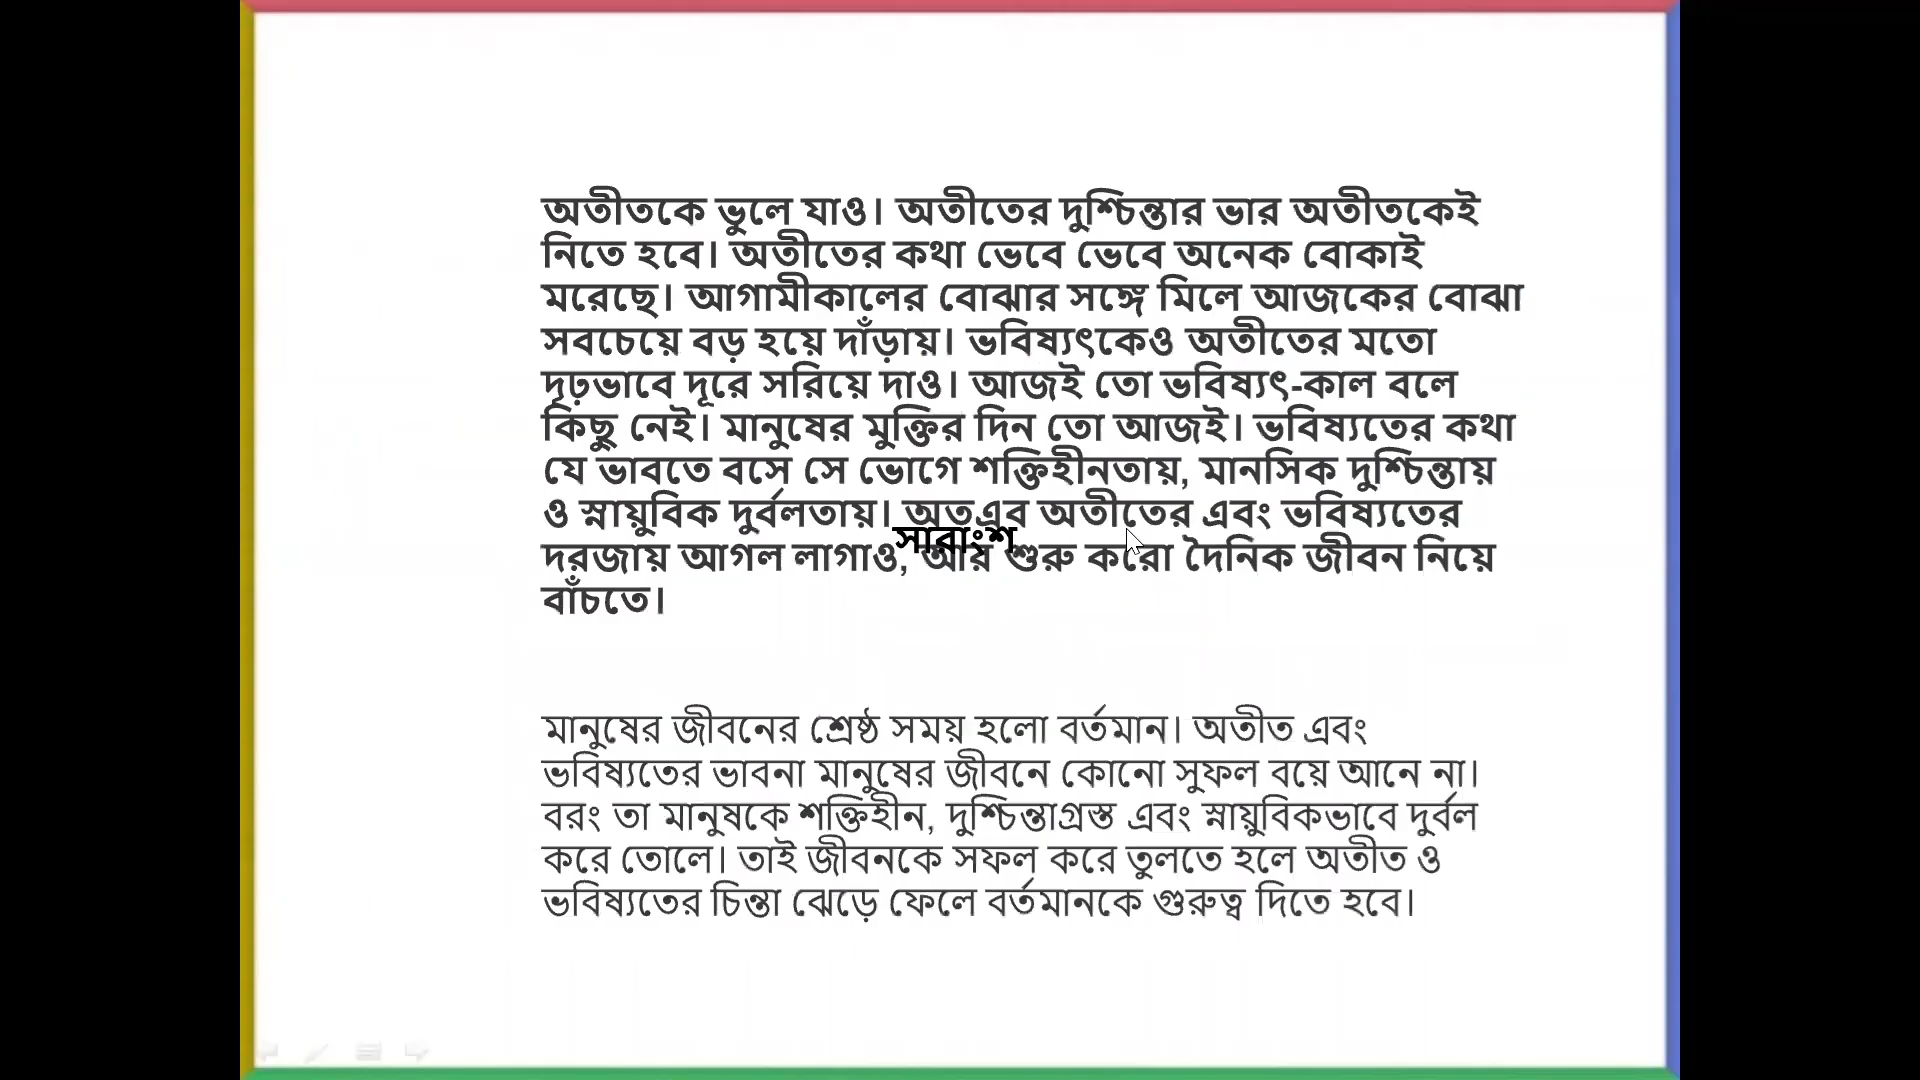 অতীতকে ভুলে যাও। অতীতের দুশ্চিন্তার ভার অতীতকেই
নিতে হবে। অতীতের কথা ভেবে ভেবে অনেক বোকাই
মরেছে। আগামীকালের বোঝার সঙ্গে মিলে আজকের বোঝা
সবচেয়ে বড় হয়ে দাঁড়ায়। ভবিষ্যৎকেও অতীতের মতো
দৃঢ়ভাবে দূরে সরিয়ে দাও। আজই তো ভবিষ্যৎ-কাল বলে
কিছু নেই। মানুষের মুক্তির দিন তো আজই। ভবিষ্যতের কথা
যে ভাবতে বসে সে ভোগে শক্তিহীনতায়, মানসিক দুশ্চিন্তায়
ও স্নায়ুবিক দুর্বলতায়। অতএব অতীতের এবং ভবিষ্যতের
সারাংশ
দরজায় আগল লাগাও, আর শুরু করো দৈনিক জীবন নিয়ে
বাঁচতে।
মানুষের জীবনের শ্রেষ্ঠ সময় হলো বর্তমান। অতীত এবং
ভবিষ্যতের ভাবনা মানুষের জীবনে কোনো সুফল বয়ে আনে না।
বরং তা মানুষকে শক্তিহীন, দুশ্চিন্তাগ্রস্ত এবং স্নায়ুবিকভাবে দুর্বল
করে তোলে। তাই জীবনকে সফল করে তুলতে হলে অতীত ও
ভবিষ্যতের চিন্তা ঝেড়ে ফেলে বর্তমানকে গুরুত্ব দিতে হবে।